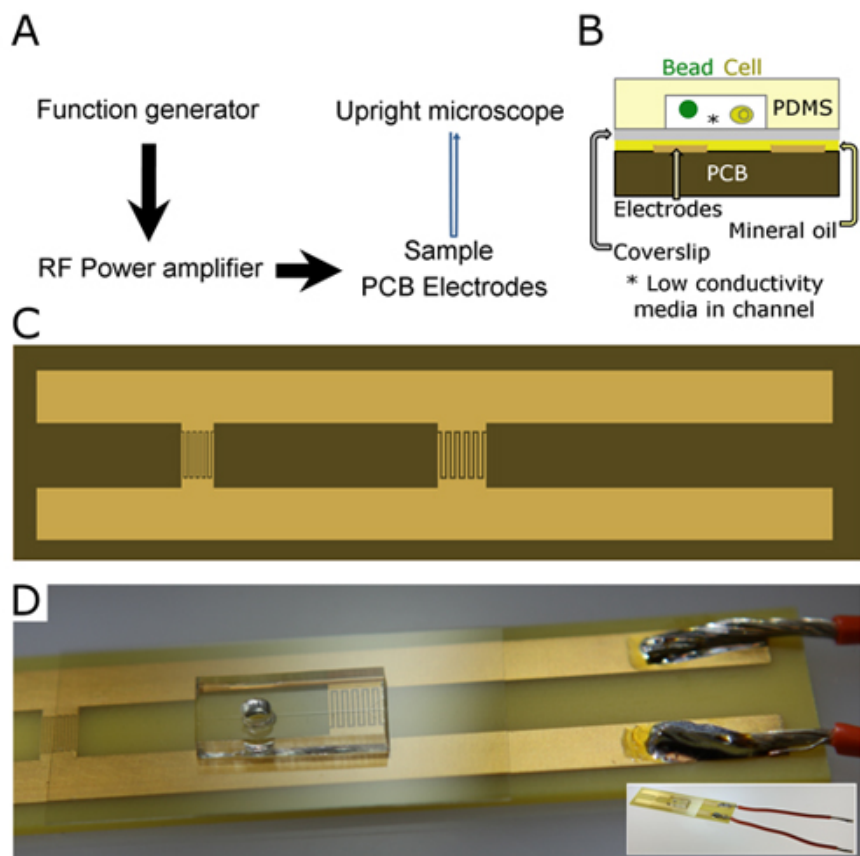 A
Function generator
Upright microscope
RF Power amplifier
Sample
PCB Electrodes
B
Bead Cell
PDMS
*
PCB
Electrodes
Mineral oil
Coverslip
* Low conductivity
media in channel
C
D